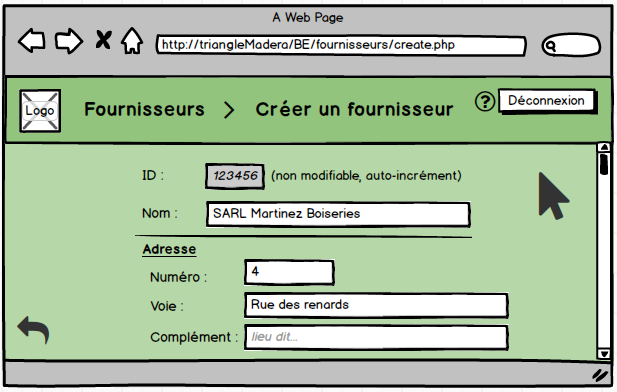 A Web Page
http://triangleMadera/BE/fournisseurs/create.php
Logo Fournisseurs > Créer un fournisseur ? Déconnexion
ID : 123456 (non modifiable, auto-incrément)
Nom : SARL Martinez Boiseries
Adresse
Numéro : 4
Voie : Rue des renards
Complément : lieu dit...